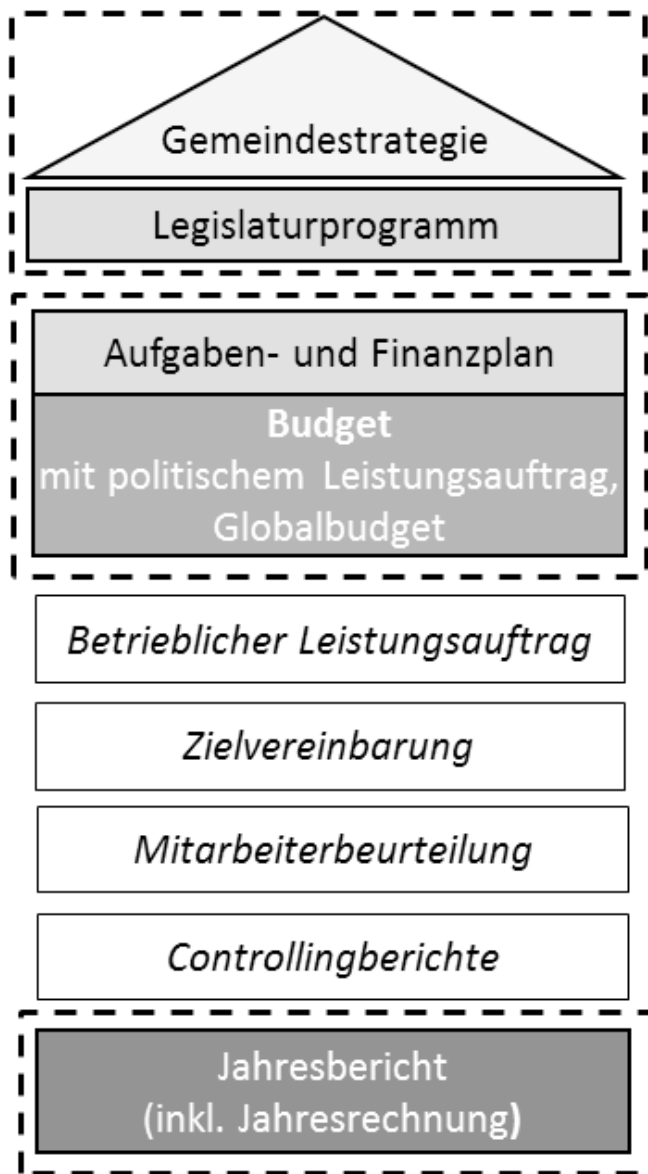 Gemeindestrategie
Legislaturprogramm
Aufgaben- und Finanzplan
Budget
mit politischem Leistungsauftrag,
Globalbudget
Betrieblicher Leistungsauftrag
Zielvereinbarung
Mitarbeiterbeurteilung
Controllingberichte
Jahresbericht
(inkl. Jahresrechnung)